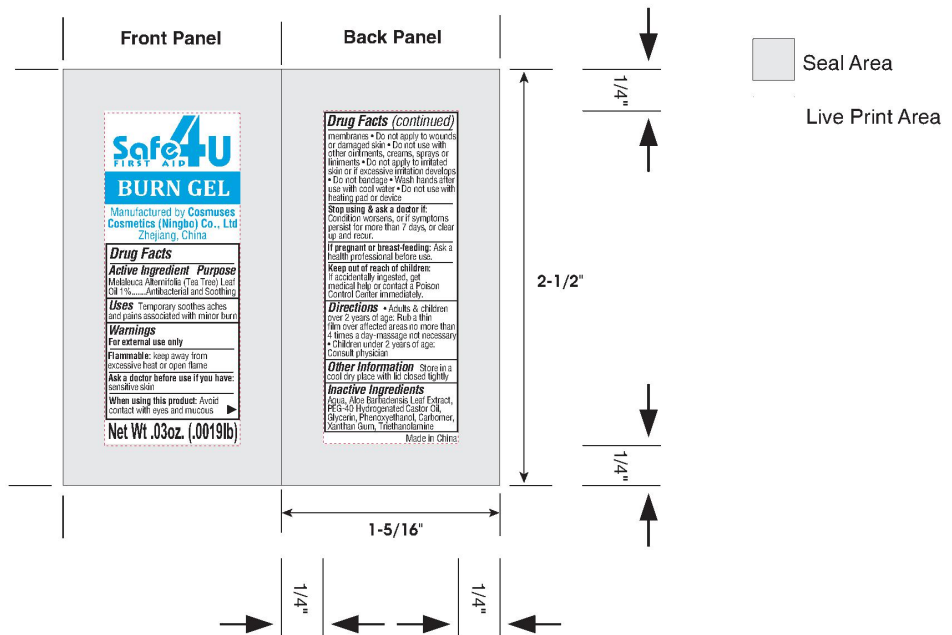 Front Panel
Back Panel
Seal Area
Live Print Area
Safe4U
FIRST AID
BURN GEL
Manufactured by Cosmuses
Cosmetics (Ningbo) Co., Ltd
Zhejiang, China
Drug Facts
Active Ingredient Purpose
Melaleuca Alternifolia (Tea Tree) Leaf
Oil 1%.......Antibacterial and Soothing
Uses Temporary soothes aches
and pains associated with minor burn
Warnings
For external use only
Flammable: keep away from
excessive heat or open flame
Ask a doctor before use if you have:
sensitive skin
When using this product: Avoid
contact with eyes and mucous
Net Wt .03oz. (.0019lb)
Drug Facts (continued)
membranes • Do not apply to wounds
or damaged skin • Do not use with
other ointments, creams, sprays or
liniments • Do not apply to irritated
skin or if excessive irritation develops
• Do not bandage • Wash hands after
use with cool water • Do not use with
heating pad or device
Stop using & ask a doctor if:
Condition worsens, or if symptoms
persist for more than 7 days, or clear
up and recur.
If pregnant or breast-feeding: Ask a
health professional before use.
Keep out of reach of children:
If accidentally ingested, get
medical help or contact a Poison
Control Center immediately.
Directions • Adults & children
over 2 years of age: Rub a thin
film over affected areas no more than
4 times a day-massage not necessary
• Children under 2 years of age:
Consult physician
Other Information Store in a
cool dry place with lid closed tightly
Inactive Ingredients
Aqua, Aloe Barbadensis Leaf Extract,
PEG-40 Hydrogenated Castor Oil,
Glycerin, Phenoxyethanol, Carbomer,
Xanthan Gum, Triethanolamine
Made in China
1/4"
2-1/2"
1/4"
1-5/16"
1/4"
1/4"